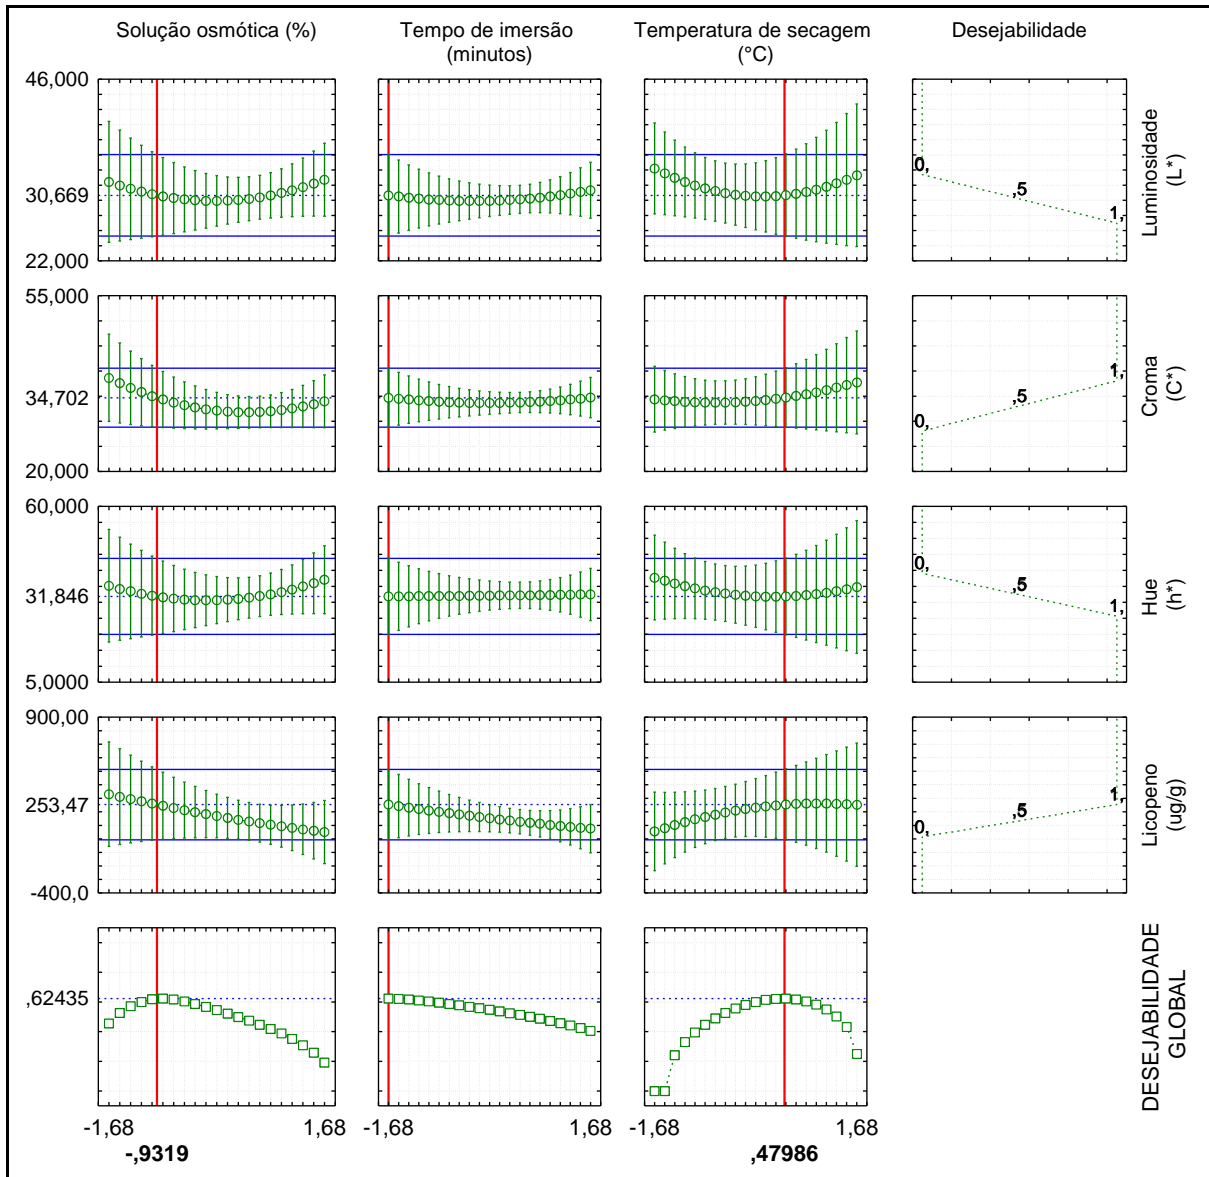 Solução osmótica (%)
Tempo de imersão
(minutos)
Temperatura de secagem
(°C)
Desejabilidade
46,000
30,669
22,000
0,
,5
1,
Luminosidade
(L*)
55,000
34,702
20,000
0,
,5
1,
Croma
(C*)
60,000
31,846
5,0000
0,
,5
1,
Hue
(h*)
900,00
253,47
-400,0
0,
,5
1,
Licopeno
(ug/g)
,62435
DESEJABILIDADE
GLOBAL
-1,68
1,68
-1,68
1,68
-1,68
1,68
-,9319
,47986